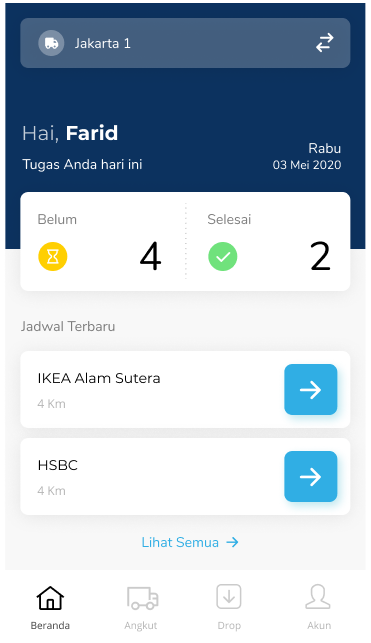 Jakarta 1
Hai, Farid
Tugas Anda hari ini
Rabu
03 Mei 2020
Belum
4
Selesai
2
Jadwal Terbaru
IKEA Alam Sutera
4 Km
HSBC
4 Km
Lihat Semua
Beranda
Angkut
Drop
Akun